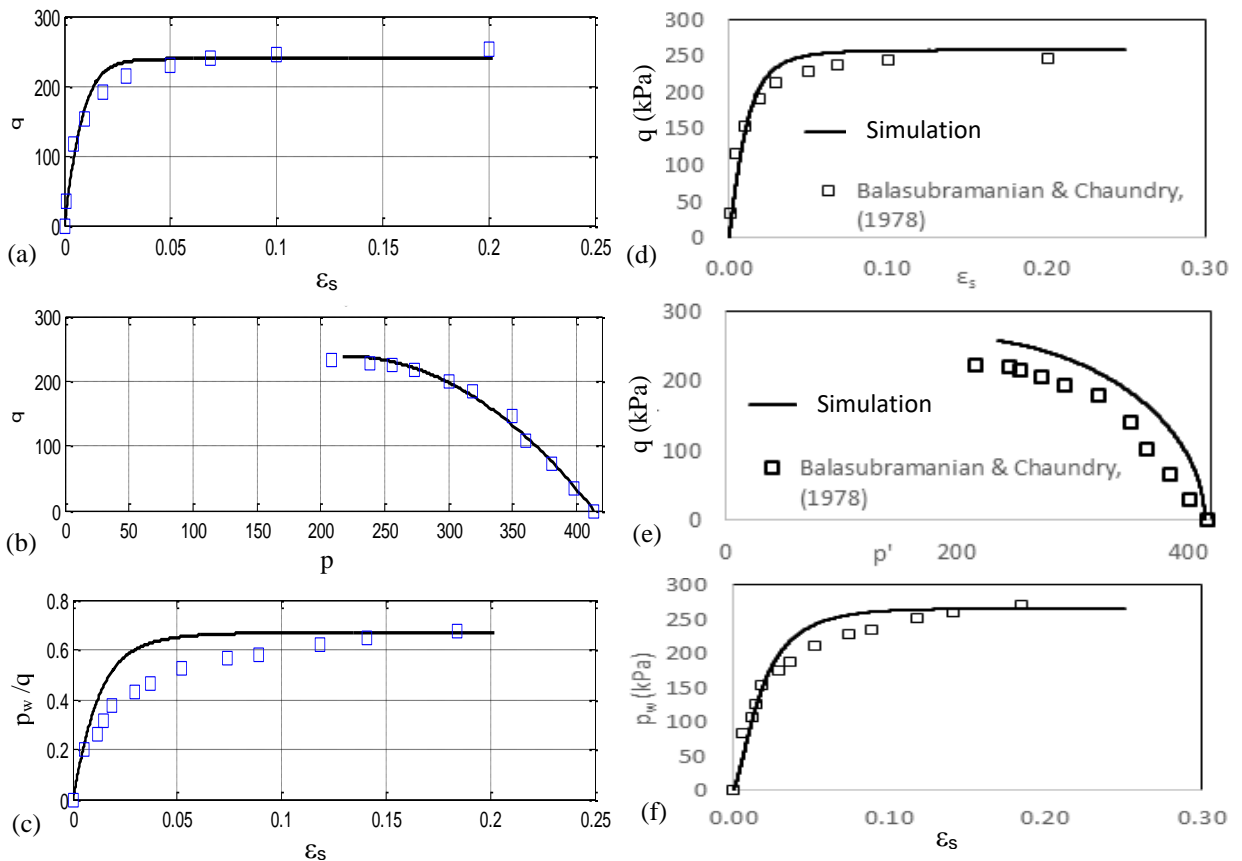 300
200
100
0
q
0 0.05 0.1 0.15 0.2 0.25
(a)
εs
300
200
100
0
q
0 50 100 150 200 250 300 350 400
(b)
p
0.8
0.6
0.4
0.2
0
pw /q
0 0.05 0.1 0.15 0.2 0.25
(c)
εs
300
250
200
150
100
50
0
q (kPa)
Simulation
Balasubramanian & Chaundry,
(1978)
0.00 0.10 0.20 0.30
(d)
εs
300
200
100
0
q (kPa)
Simulation
Balasubramanian & Chaundry,
(1978)
0 200 400
(e)
p'
300
250
200
150
100
50
0
pw (kPa)
0.00 0.10 0.20 0.30
(f)
εs